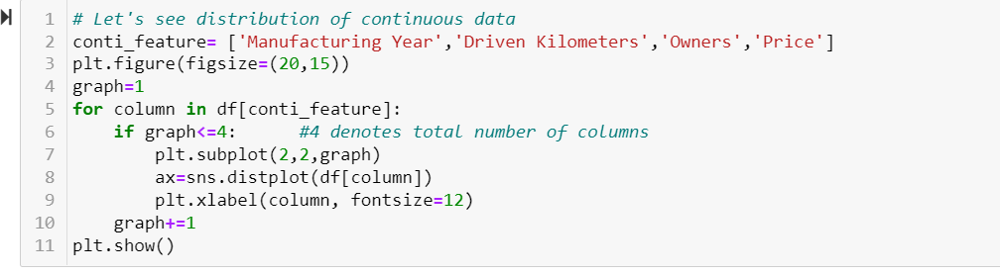 1 # Let's see distribution of continuous data
2 conti_feature= ['Manufacturing Year','Driven Kilometers','Owners','Price']
3 plt.figure(figsize=(20,15))
4 graph=1
5 for column in df[conti_feature]:
6     if graph<=4:      #4 denotes total number of columns
7         plt.subplot(2,2,graph)
8         ax=sns.distplot(df[column])
9         plt.xlabel(column, fontsize=12)
10     graph+=1
11 plt.show()